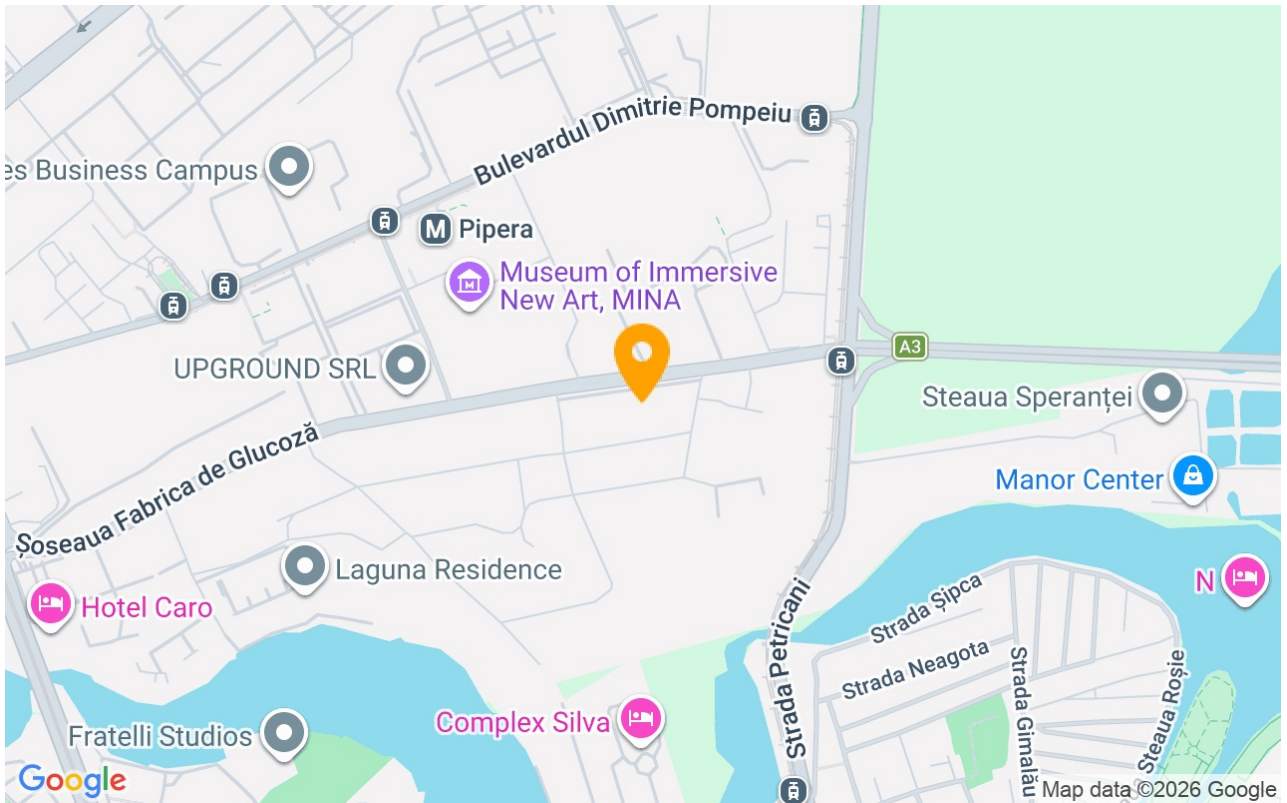 Bulevardul Dimitrie Pompeiu
es Business Campus
M Pipera
Museum of Immersive
New Art, MINA
A3
UPGROUND SRL
Steaua Speranței
Șoseaua Fabrica de Glucoză
Manor Center
Laguna Residence
N
Hotel Caro
Strada Șipca
Strada Neagota
Strada Petricani
Strada Gimalău
Steaua Roșie
Complex Silva
Fratelli Studios
Google
Map data ©2026 Google